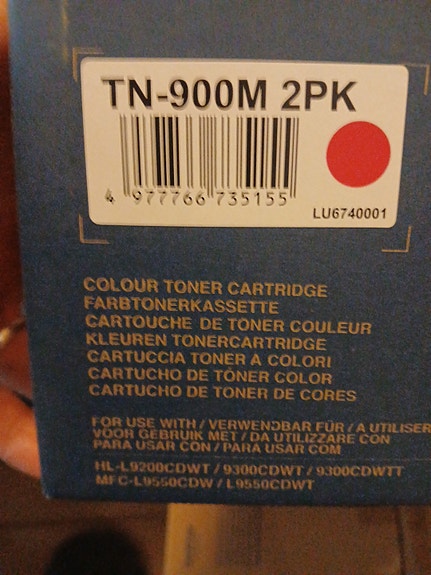 TN-900M 2PK
4 977766 735155
LU6740001
COLOUR TONER CARTRIDGE
FARBTONERKASSETTE
CARTOUCHE DE TONER COULEUR
KLEUREN TONERCARTRIDGE
CARTUCCIA TONER A COLORI
CARTUCHO DE TÓNER COLOR
CARTUCHO DE TONER DE CORES
FOR USE WITH / VERWENDBAR FÜR / A UTILISER
VOOR GEBRUIK MET / DA UTILIZZARE CON
PARA USAR CON / PARA USAR COM
HL-L9200CDWT / 9300CDWT / 9300CDWTT
MFC-L9550CDW / L9550CDWT